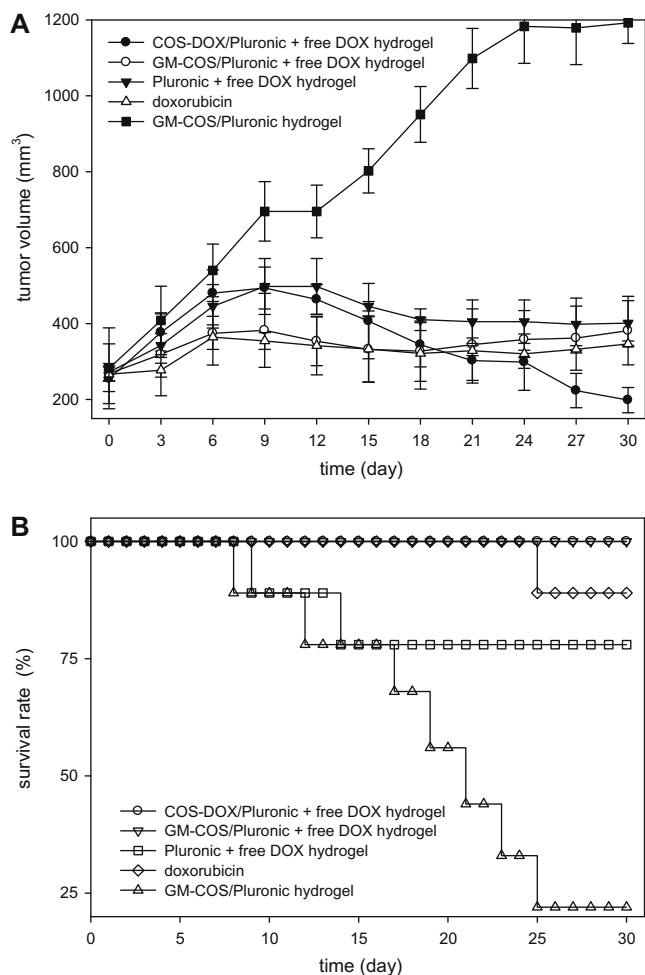 A
1200
1000
800
600
400
200
tumor volume (mm³)
COS-DOX/Pluronic + free DOX hydrogel
GM-COS/Pluronic + free DOX hydrogel
Pluronic + free DOX hydrogel
doxorubicin
GM-COS/Pluronic hydrogel
0 3 6 9 12 15 18 21 24 27 30
time (day)
B
100
75
50
25
survival rate (%)
COS-DOX/Pluronic + free DOX hydrogel
GM-COS/Pluronic + free DOX hydrogel
Pluronic + free DOX hydrogel
doxorubicin
GM-COS/Pluronic hydrogel
0 5 10 15 20 25 30
time (day)